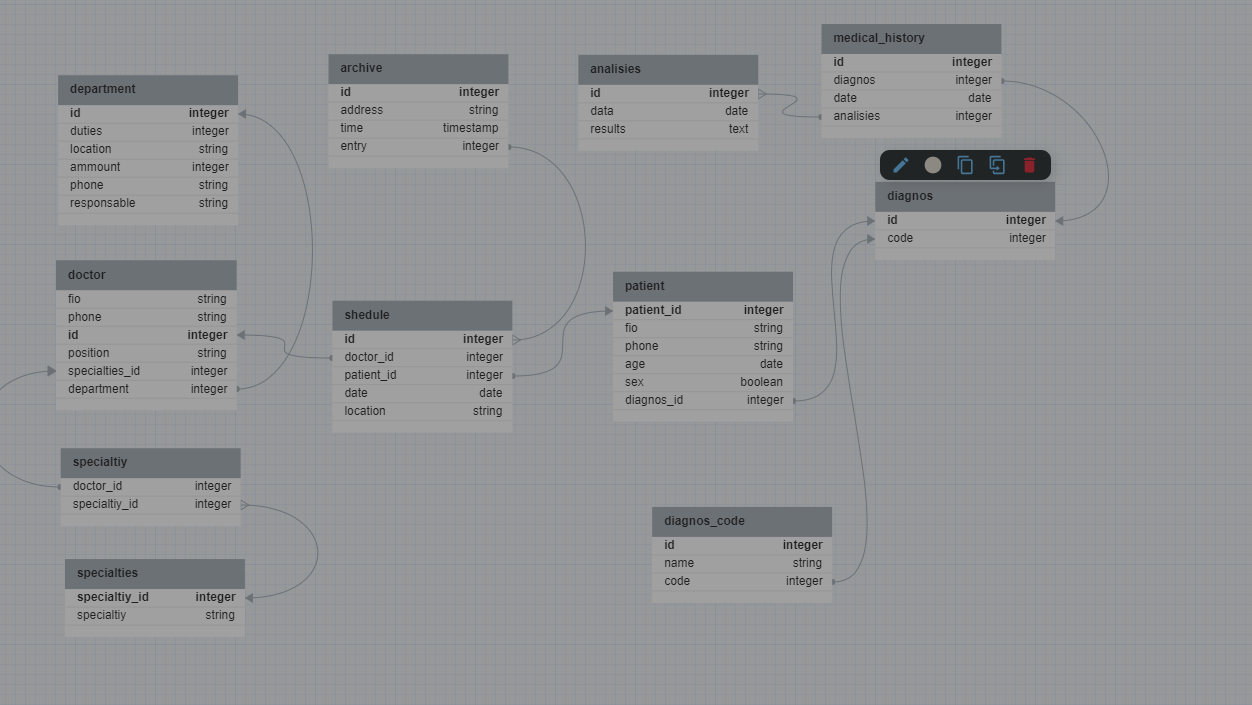 department
id integer
duties integer
location string
ammount integer
phone string
responsable string
archive
id integer
address string
time timestamp
entry integer
analisies
id integer
data date
results text
medical_history
id integer
diagnos integer
date date
analisies integer
diagnos
id integer
code integer
doctor
fio string
phone string
id integer
position string
specialties_id integer
department integer
shedule
id integer
doctor_id integer
patient_id integer
date date
location string
patient
patient_id integer
fio string
phone string
age date
sex boolean
diagnos_id integer
specialtiy
doctor_id integer
specialtiy_id integer
diagnos_code
id integer
name string
code integer
specialties
specialtiy_id integer
specialtiy string